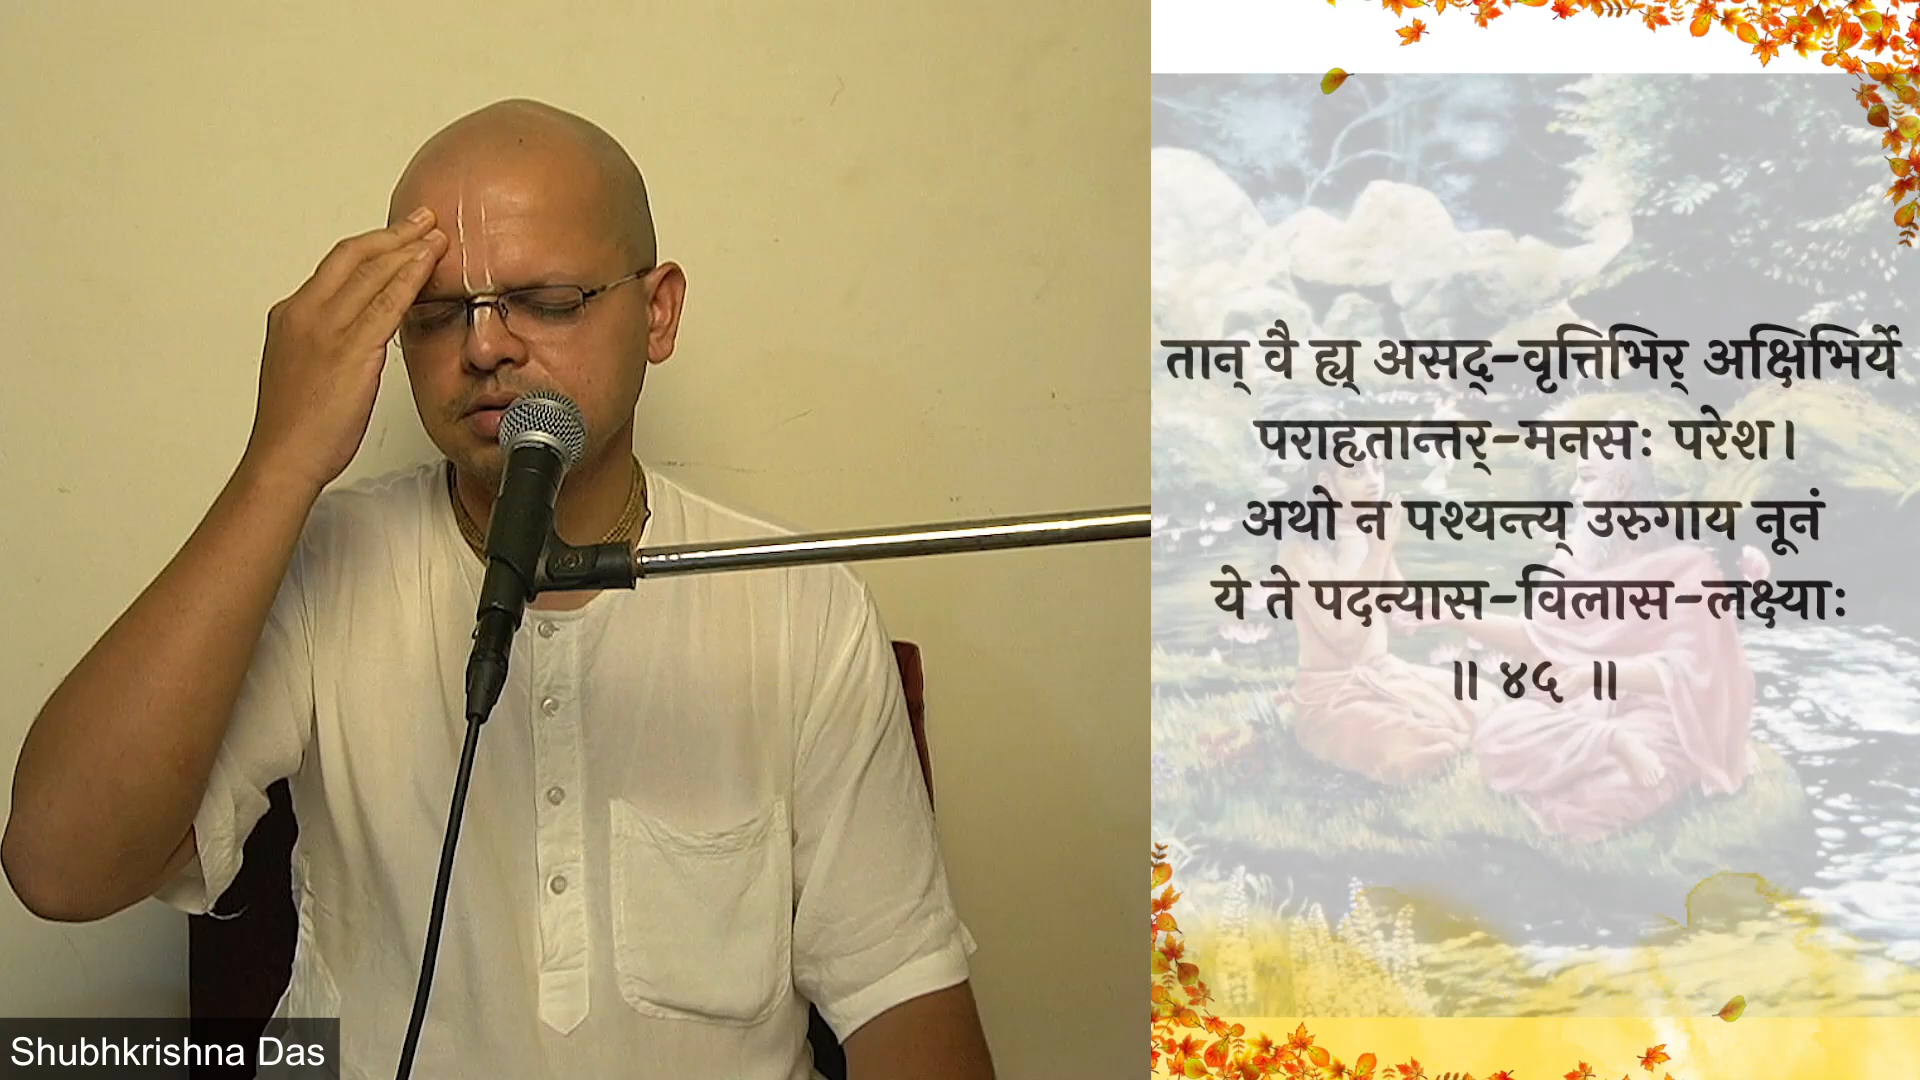 तान् वै ह्य् असद्-वृत्तिभिर् अक्षिभिर्ये
पराहृतान्तर्-मनसः परेश।
अथो न पश्यन्त्य् उरुगाय नूनं
ये ते पदन्यास-विलास-लक्ष्याः
॥ ४५ ॥
Shubhkrishna Das